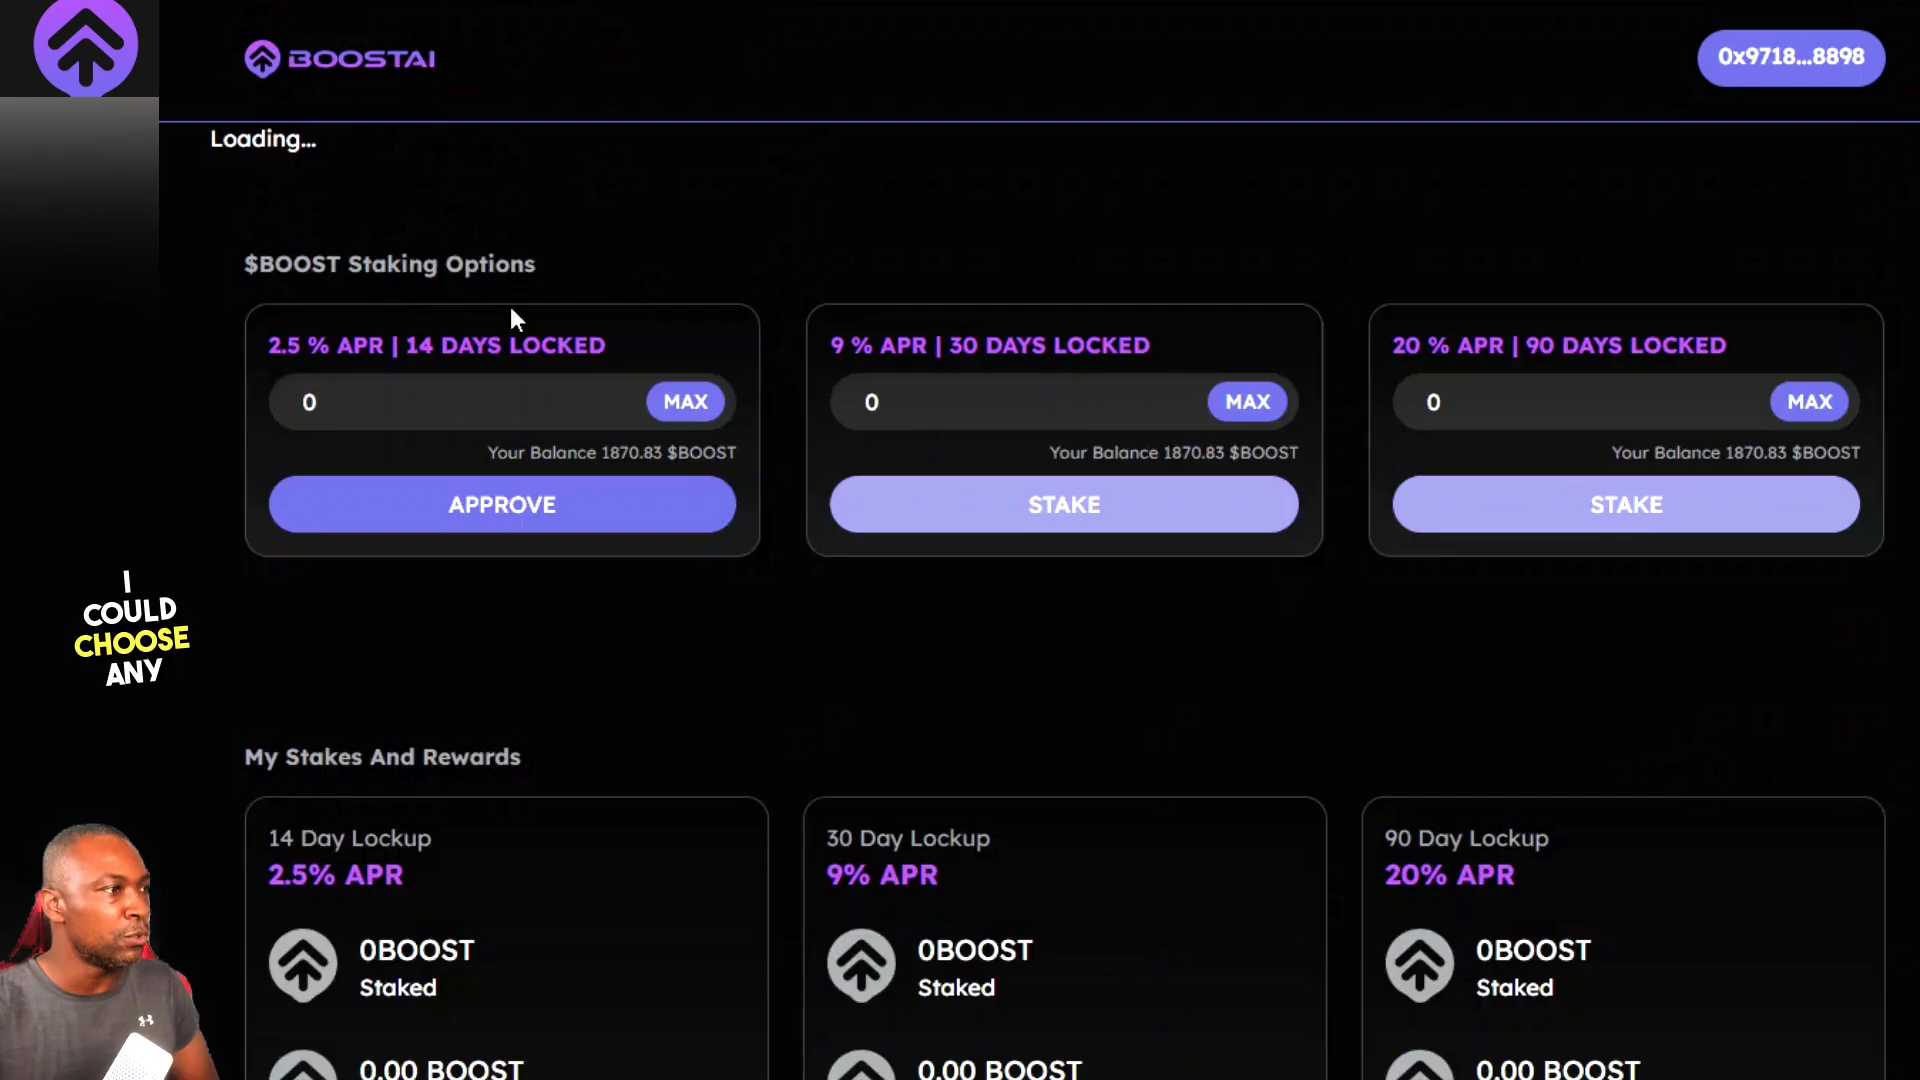 BOOSTAI
0x9718...8898
Loading...
$BOOST Staking Options
2.5 % APR | 14 DAYS LOCKED
0
MAX
Your Balance 1870.83 $BOOST
APPROVE
9 % APR | 30 DAYS LOCKED
0
MAX
Your Balance 1870.83 $BOOST
STAKE
20 % APR | 90 DAYS LOCKED
0
MAX
Your Balance 1870.83 $BOOST
STAKE
I
COULD
CHOOSE
ANY
My Stakes And Rewards
14 Day Lockup
2.5% APR
0BOOST
Staked
0.00 BOOST
30 Day Lockup
9% APR
0BOOST
Staked
0.00 BOOST
90 Day Lockup
20% APR
0BOOST
Staked
0.00 BOOST